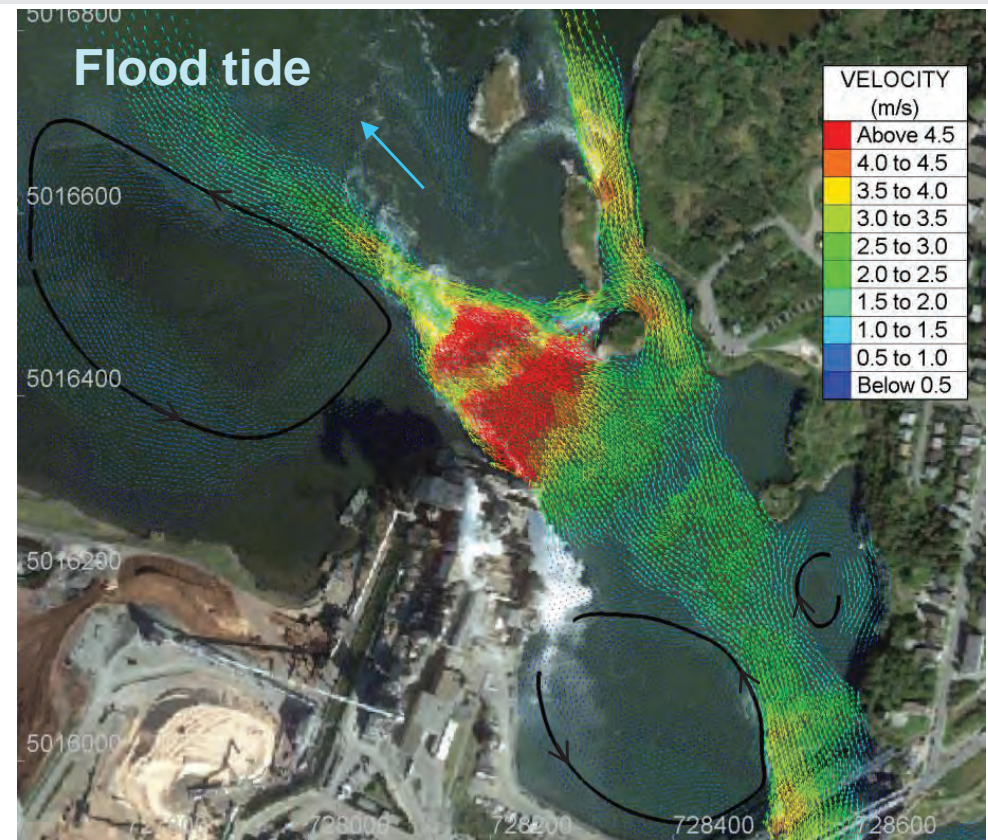 5016800
Flood tide
VELOCITY
(m/s)
Above 4.5
4.0 to 4.5
3.5 to 4.0
3.0 to 3.5
2.5 to 3.0
2.0 to 2.5
1.5 to 2.0
1.0 to 1.5
0.5 to 1.0
Below 0.5
5016600
5016400
5016200
5016000
728000
728200
728400
728600